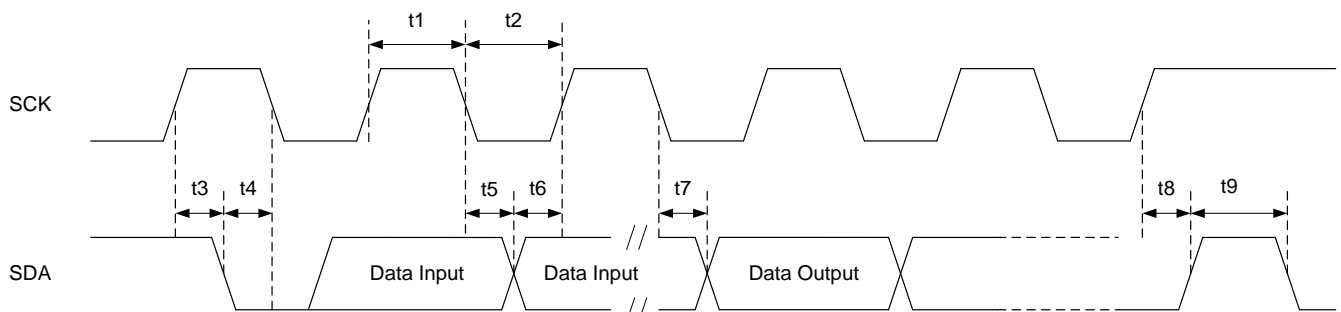 t1 t2
SCK
t3 t4 t5 t6 t7 t8 t9
SDA Data Input Data Input Data Output